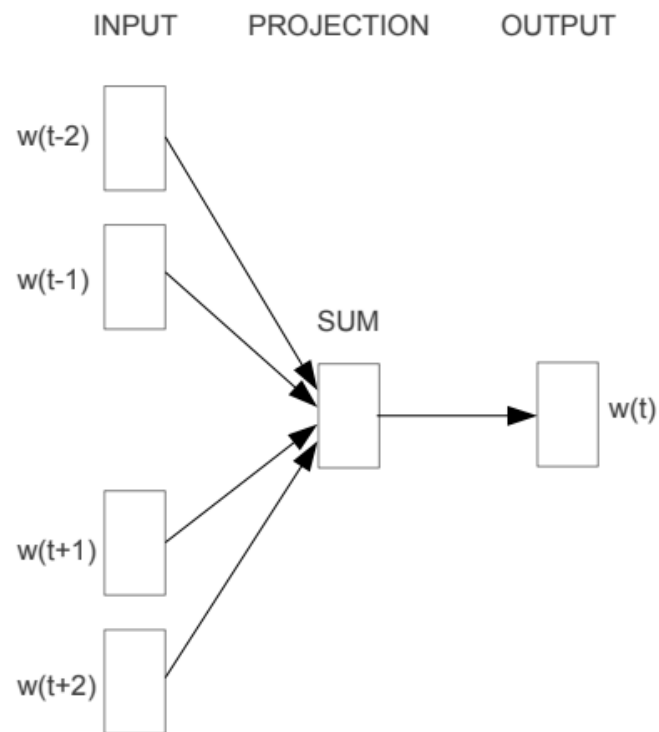 INPUT PROJECTION OUTPUT
w(t-2)
w(t-1)
SUM
w(t)
w(t+1)
w(t+2)